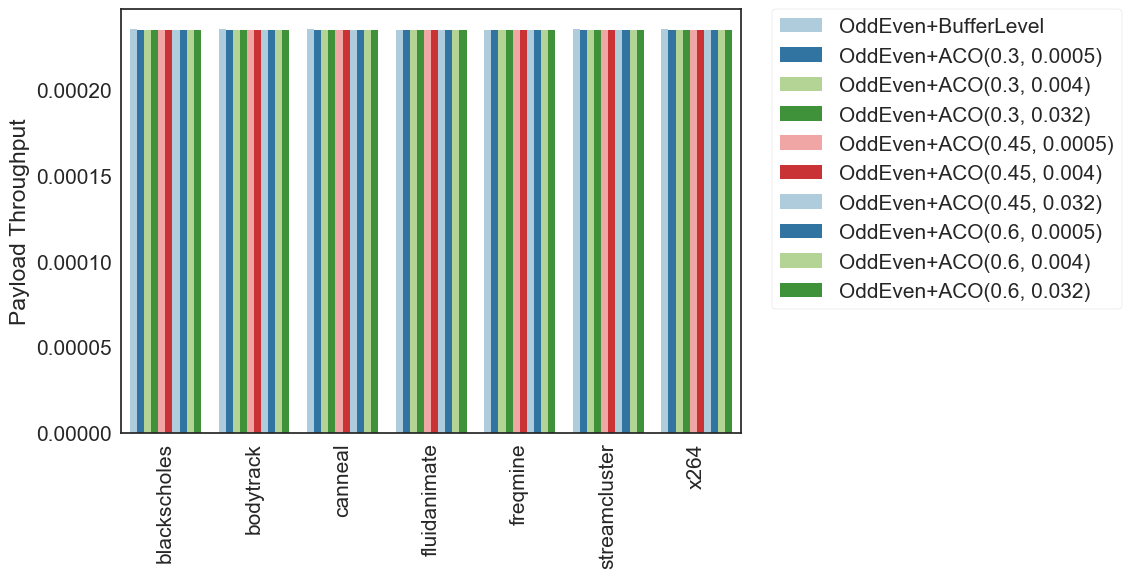 Payload Throughput
0.00020
0.00015
0.00010
0.00005
0.00000
blackscholes
bodytrack
canneal
fluidanimate
freqmine
streamcluster
x264
OddEven+BufferLevel
OddEven+ACO(0.3, 0.0005)
OddEven+ACO(0.3, 0.004)
OddEven+ACO(0.3, 0.032)
OddEven+ACO(0.45, 0.0005)
OddEven+ACO(0.45, 0.004)
OddEven+ACO(0.45, 0.032)
OddEven+ACO(0.6, 0.0005)
OddEven+ACO(0.6, 0.004)
OddEven+ACO(0.6, 0.032)